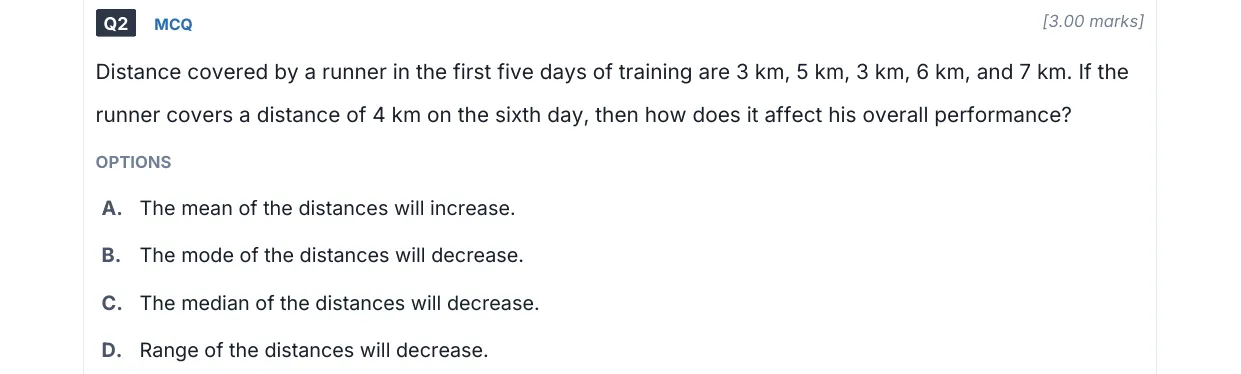 Q2 MCQ [3.00 marks]
Distance covered by a runner in the first five days of training are 3 km, 5 km, 3 km, 6 km, and 7 km. If the
runner covers a distance of 4 km on the sixth day, then how does it affect his overall performance?
OPTIONS
A. The mean of the distances will increase.
B. The mode of the distances will decrease.
C. The median of the distances will decrease.
D. Range of the distances will decrease.